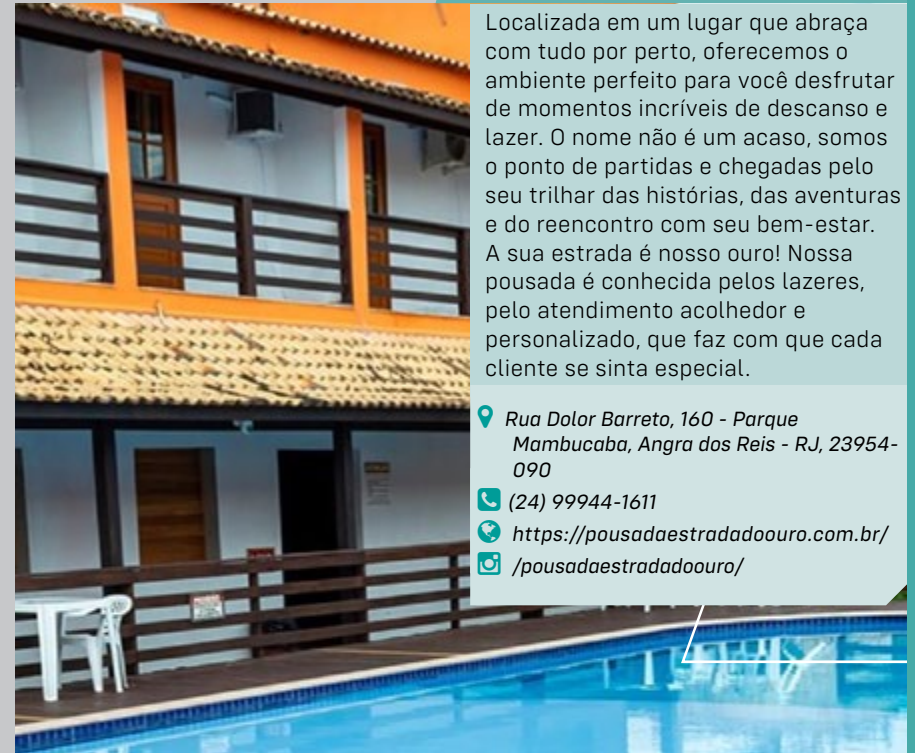 Localizada em um lugar que abraça
com tudo por perto, oferecemos o
ambiente perfeito para você desfrutar
de momentos incríveis de descanso e
lazer. O nome não é um acaso, somos
o ponto de partidas e chegadas pelo
seu trilhar das histórias, das aventuras
e do reencontro com seu bem-estar.
A sua estrada é nosso ouro! Nossa
pousada é conhecida pelos lazeres,
pelo atendimento acolhedor e
personalizado, que faz com que cada
cliente se sinta especial.
Rua Dolor Barreto, 160 - Parque
Mambucaba, Angra dos Reis - RJ, 23954-
090
(24) 99944-1611
https://pousadaestradadoouro.com.br/
/pousadaestradadoouro/